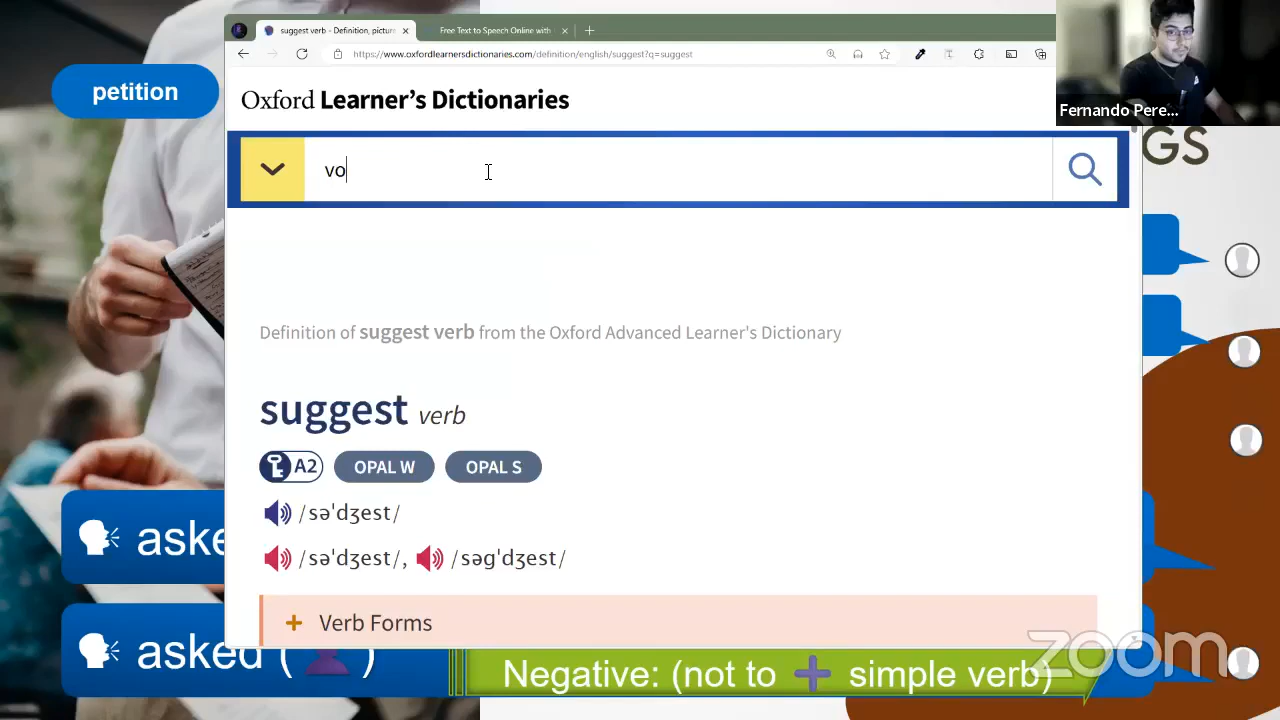 suggest verb - Definition, pictur
Free Text to Speech Online with
https://www.oxfordlearnersdictionaries.com/definition/english/suggest?q=suggest
petition
Oxford Learner's Dictionaries
Fernando Pere...
GS
vo
Definition of suggest verb from the Oxford Advanced Learner's Dictionary
suggest verb
A2 OPAL W OPAL S
/səˈdʒest/
/səˈdʒest/, /səɡˈdʒest/
aske
+ Verb Forms
asked ( )
Negative: (not to + simple verb)
zoom